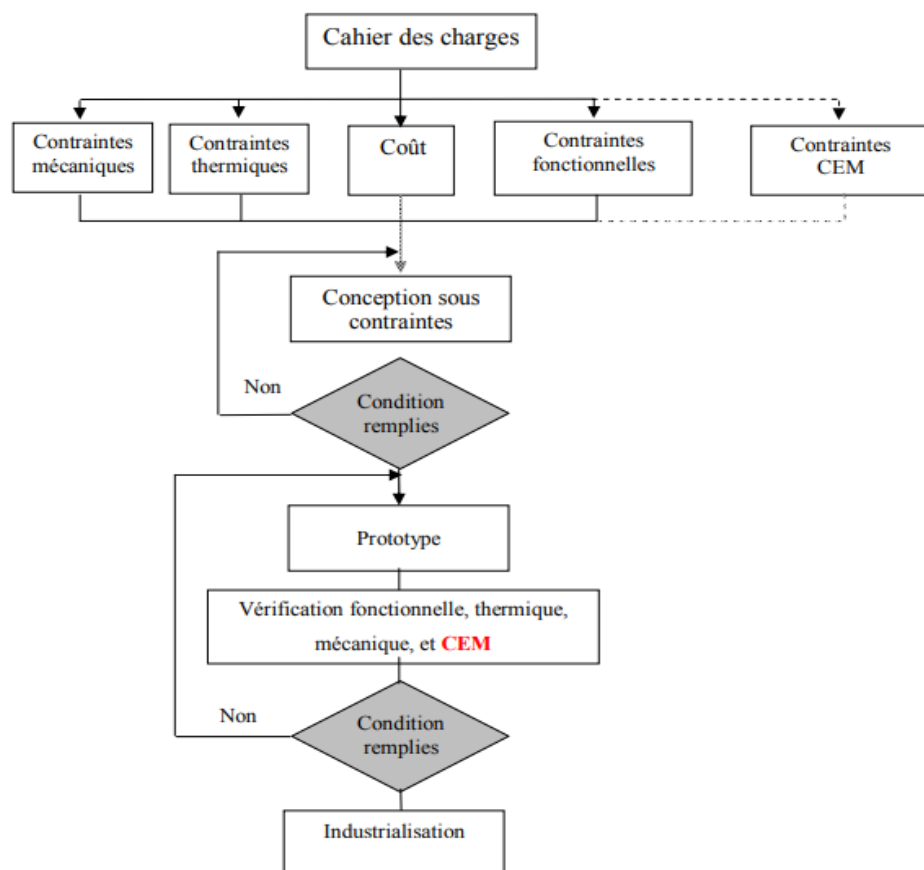 Cahier des charges
Contraintes
mécaniques
Contraintes
thermiques
Coût
Contraintes
fonctionnelles
Contraintes
CEM
Conception sous
contraintes
Non
Condition
remplies
Prototype
Vérification fonctionnelle, thermique,
mécanique, et CEM
Non
Condition
remplies
Industrialisation